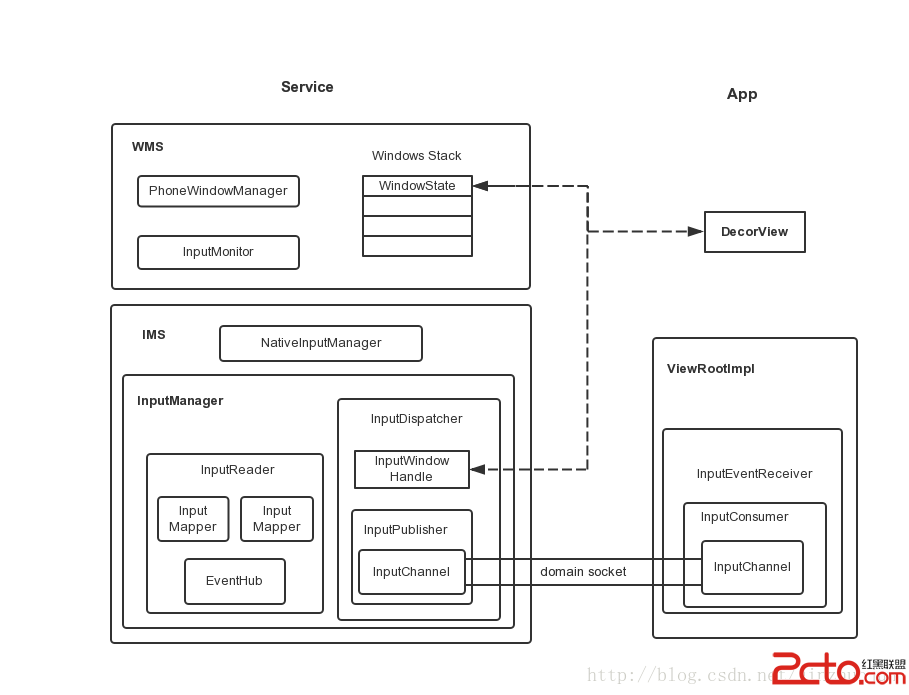 Service
App
WMS
Windows Stack
PhoneWindowManager
WindowState
InputMonitor
DecorView
IMS
NativeInputManager
InputManager
InputDispatcher
InputWindow
Handle
InputReader
Input
Mapper
Input
Mapper
EventHub
InputPublisher
InputChannel
domain socket
ViewRootImpl
InputEventReceiver
InputConsumer
InputChannel
http://blog.csdn.net/
2cto.com
红黑联盟